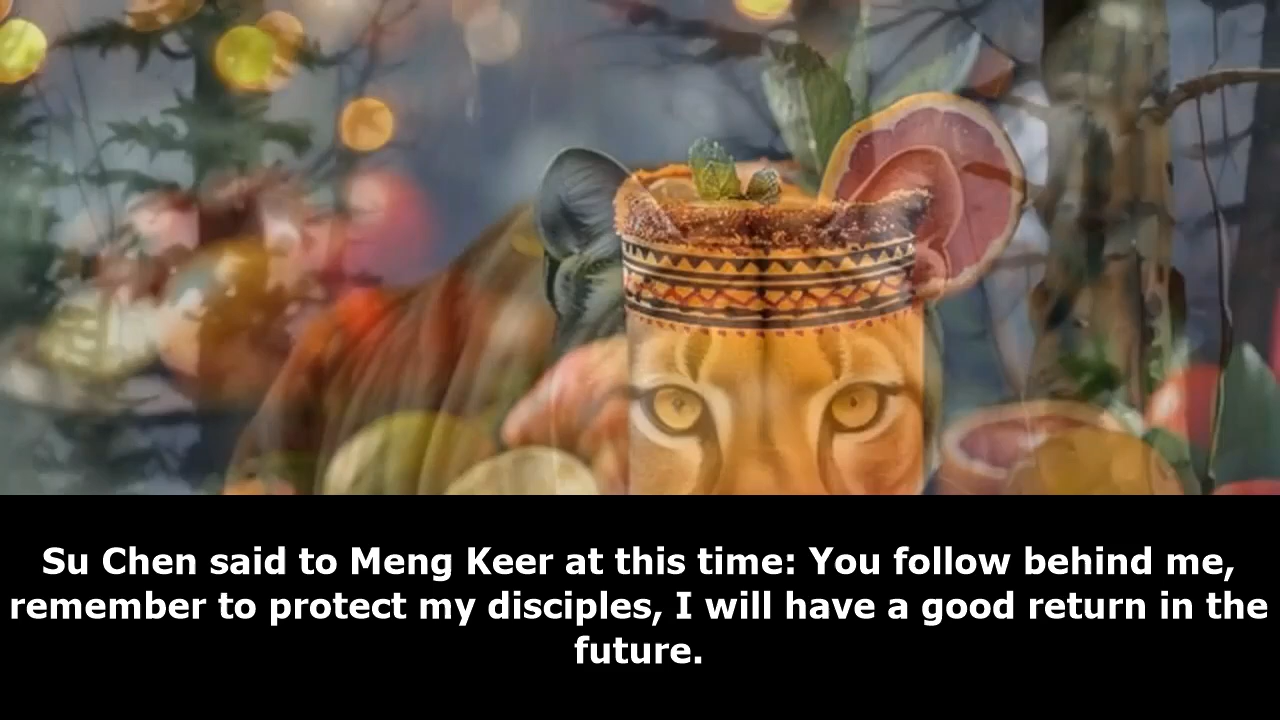 Su Chen said to Meng Keer at this time: You follow behind me,
remember to protect my disciples, I will have a good return in the
future.